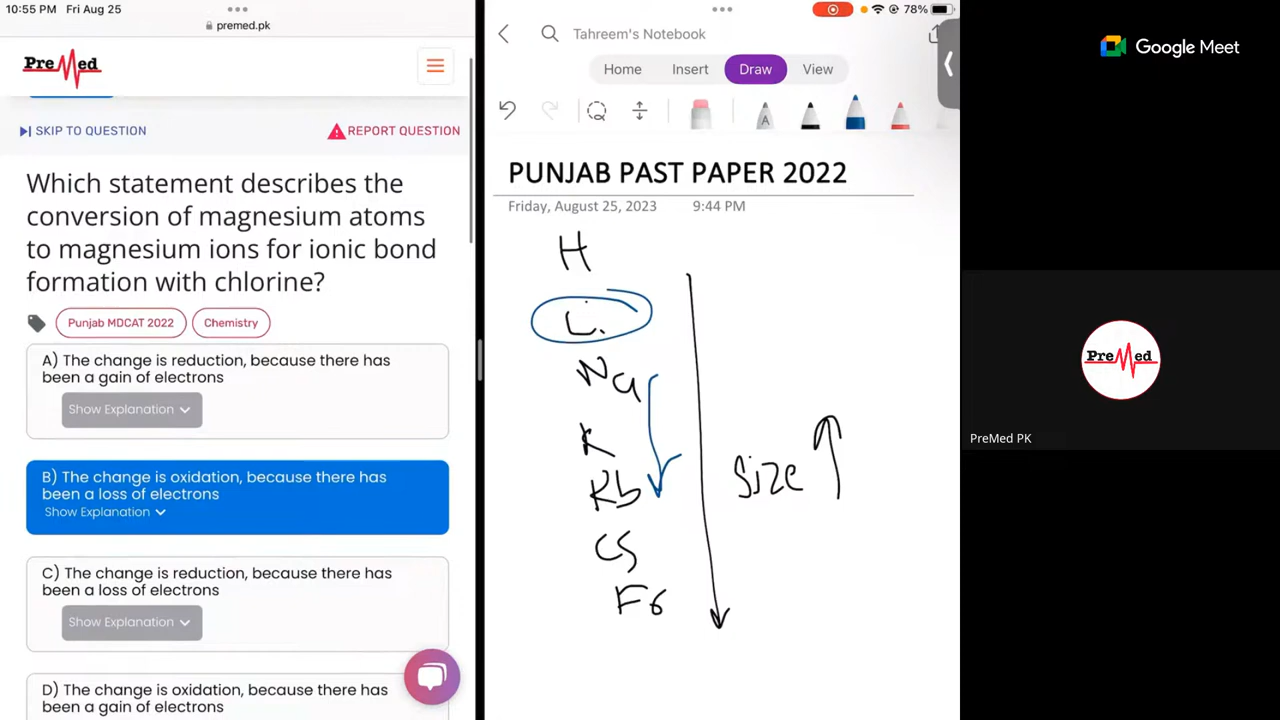 10:55 PM Fri Aug 25
premed.pk
PreMed
SKIP TO QUESTION
REPORT QUESTION
Which statement describes the
conversion of magnesium atoms
to magnesium ions for ionic bond
formation with chlorine?
Punjab MDCAT 2022
Chemistry
A) The change is reduction, because there has
been a gain of electrons
Show Explanation
B) The change is oxidation, because there has
been a loss of electrons
Show Explanation
C) The change is reduction, because there has
been a loss of electrons
Show Explanation
D) The change is oxidation, because there has
been a gain of electrons
78%
Tahreem's Notebook
Home Insert Draw View
A
PUNJAB PAST PAPER 2022
Friday, August 25, 2023 9:44 PM
H
Li
Na
K
Rb
Cs
Fr
Size ↑
Google Meet
PreMed
PreMed PK